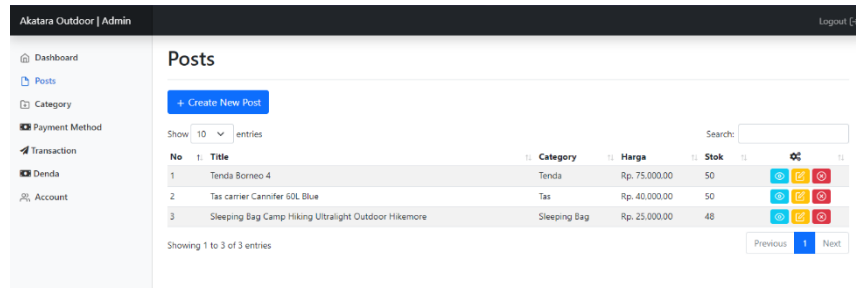 Akatara Outdoor | Admin
Logout
Dashboard
Posts
Category
Payment Method
Transaction
Denda
Account
Posts
+ Create New Post
Show 10 entries
Search:
No Title Category Harga Stok
1 Tenda Borneo 4 Tenda Rp. 75.000,00 50
2 Tas carrier Cannifer 60L Blue Tas Rp. 40.000,00 50
3 Sleeping Bag Camp Hiking Ultralight Outdoor Hikemore Sleeping Bag Rp. 25.000,00 48
Showing 1 to 3 of 3 entries
Previous 1 Next